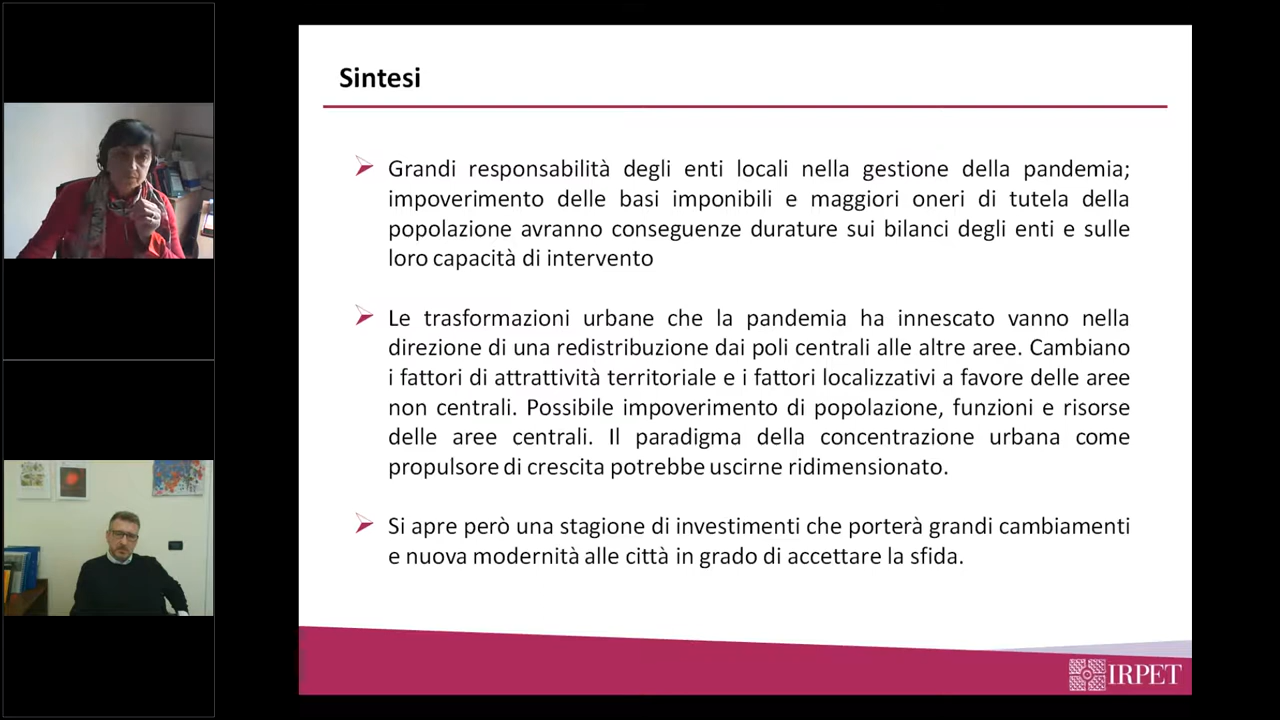 Sintesi
Grandi responsabilità degli enti locali nella gestione della pandemia;
impoverimento delle basi imponibili e maggiori oneri di tutela della
popolazione avranno conseguenze durature sui bilanci degli enti e sulle
loro capacità di intervento
Le trasformazioni urbane che la pandemia ha innescato vanno nella
direzione di una redistribuzione dai poli centrali alle altre aree. Cambiano
i fattori di attrattività territoriale e i fattori localizzativi a favore delle aree
non centrali. Possibile impoverimento di popolazione, funzioni e risorse
delle aree centrali. Il paradigma della concentrazione urbana come
propulsore di crescita potrebbe uscirne ridimensionato.
Si apre però una stagione di investimenti che porterà grandi cambiamenti
e nuova modernità alle città in grado di accettare la sfida.
IRPET